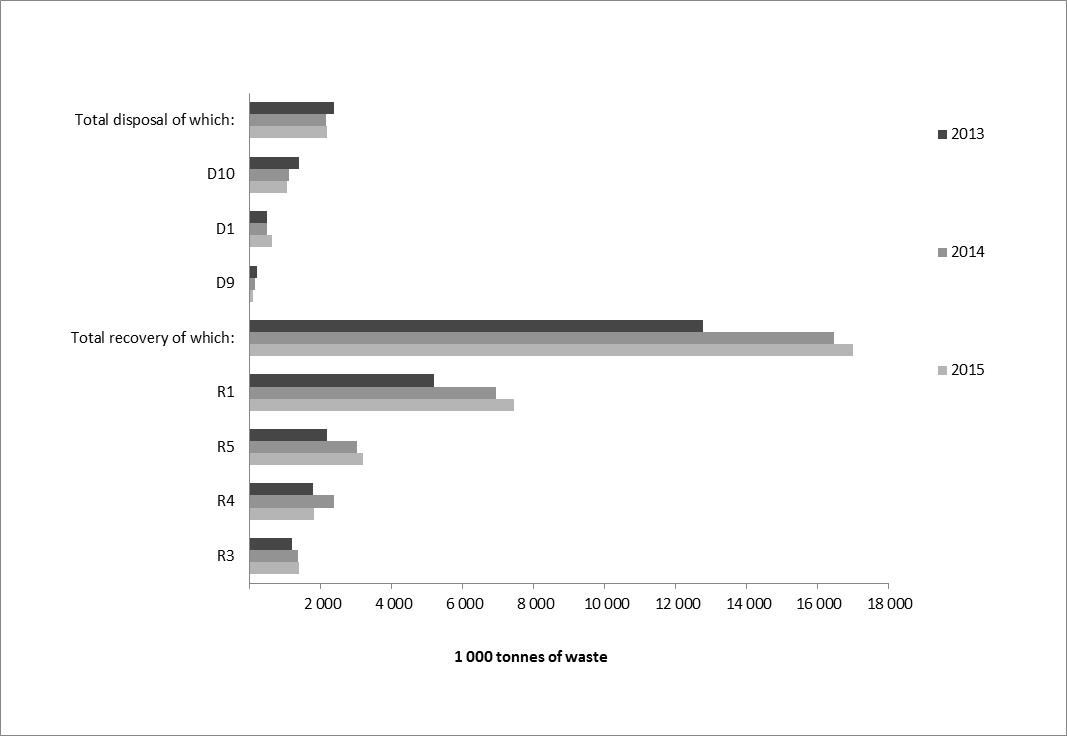 Total disposal of which:
D10
D1
D9
Total recovery of which:
R1
R5
R4
R3
2 000 4 000 6 000 8 000 10 000 12 000 14 000 16 000 18 000
1 000 tonnes of waste
2013
2014
2015